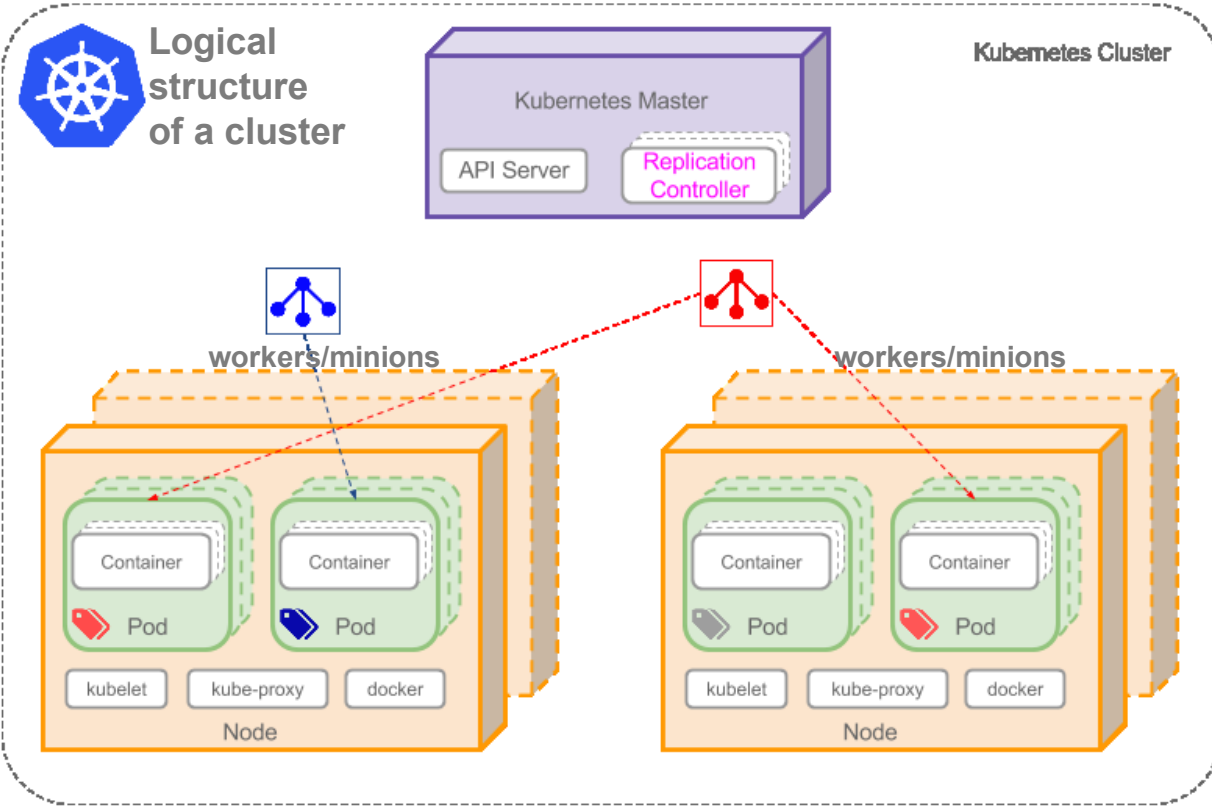 Logical
structure
of a cluster
Kubernetes Cluster
Kubernetes Master
API Server
Replication
Controller
workers/minions
workers/minions
Container
Container
Pod
Pod
kubelet
kube-proxy
docker
Node
Container
Container
Pod
Pod
kubelet
kube-proxy
docker
Node